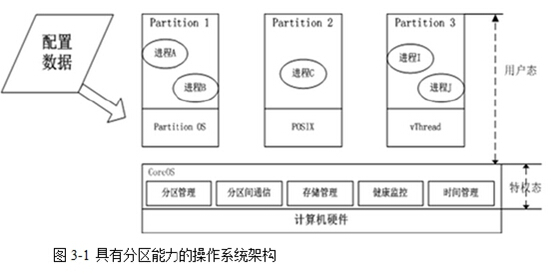 配置
数据
Partition 1
Partition 2
Partition 3
进程A
进程B
进程C
进程I
进程J
Partition OS
POSIX
vThread
用户态
CoreOS
分区管理
分区间通信
存储管理
健康监控
时间管理
特权态
计算机硬件
图 3-1 具有分区能力的操作系统架构